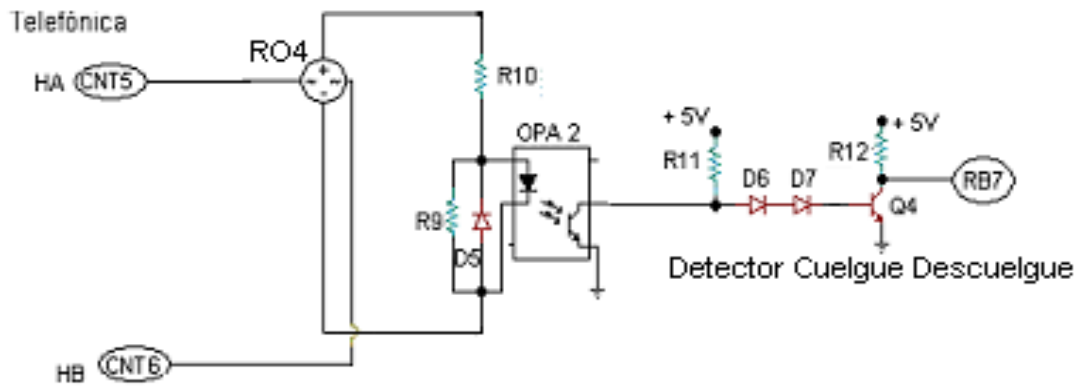 Telefónica
HA CNT5
RO4
R10
OPA 2
+ 5V
R11
+ 5V
R12
D6 D7
RB7
Q4
R9
D5
Detector Cuelgue Descuelgue
HB CNT6